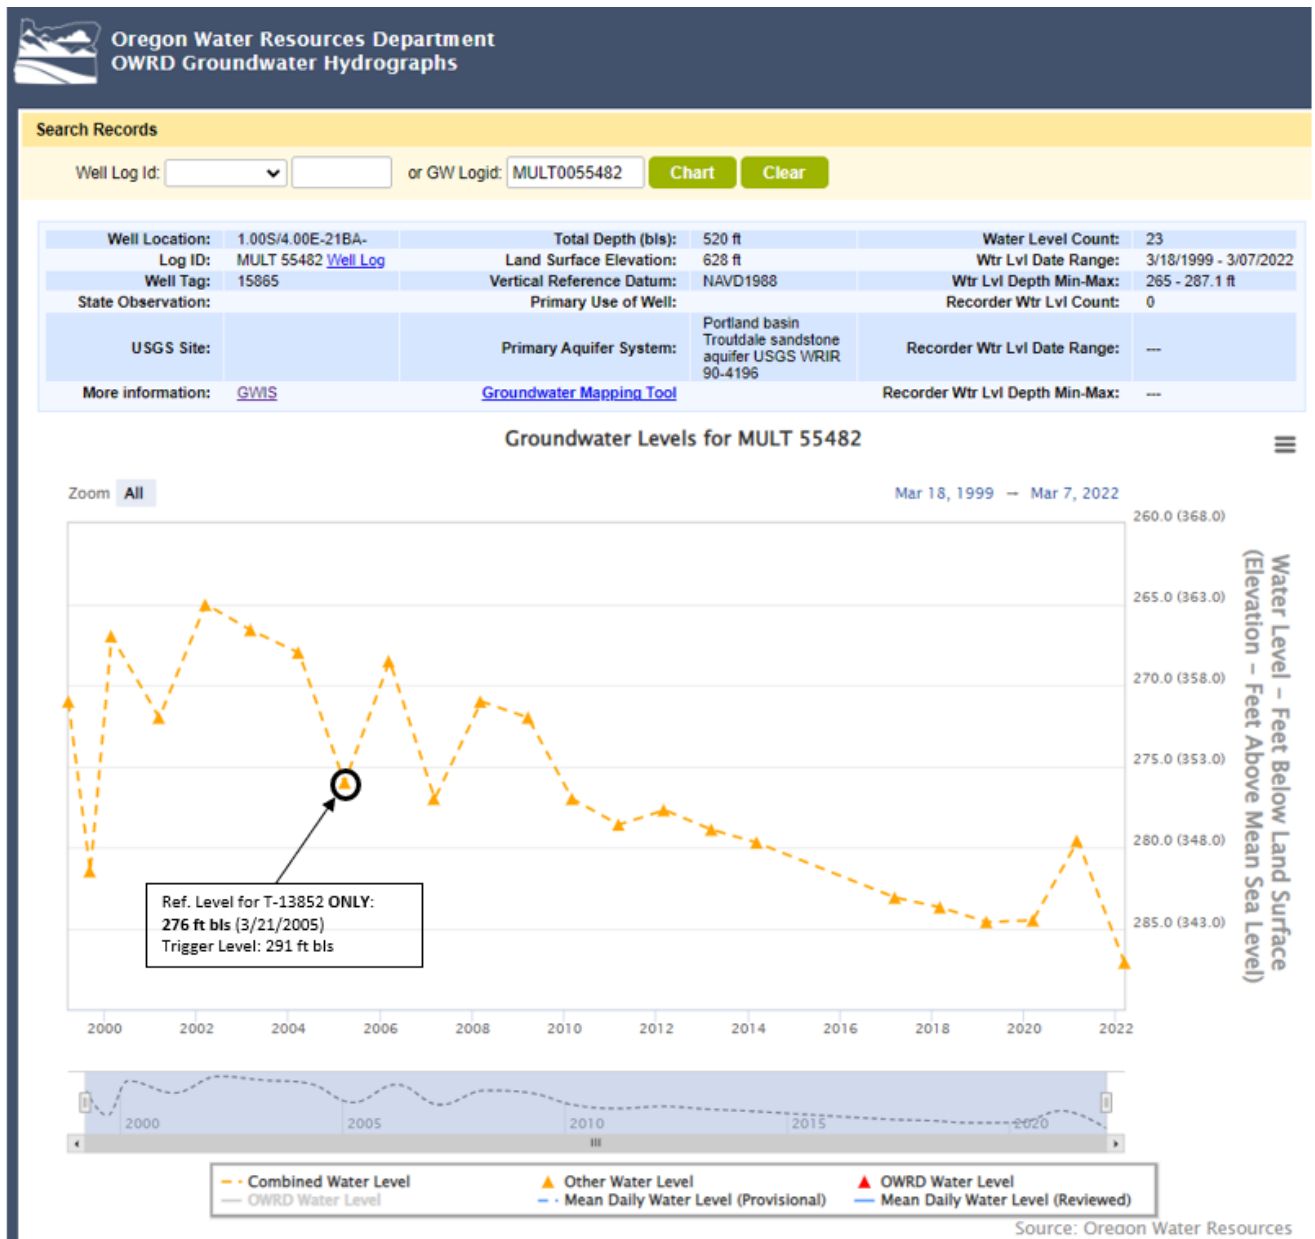 Oregon Water Resources Department
OWRD Groundwater Hydrographs
Search Records
Well Log Id: or GW Logid: MULT0055482 Chart Clear
Well Location: 1.00S/4.00E-21BA- Total Depth (bls): 520 ft Water Level Count: 23
Log ID: MULT 55482 Well Log Land Surface Elevation: 628 ft Wtr Lvl Date Range: 3/18/1999 - 3/07/2022
Well Tag: 15865 Vertical Reference Datum: NAVD1988 Wtr Lvl Depth Min-Max: 265 - 287.1 ft
State Observation: Primary Use of Well: Recorder Wtr Lvl Count: 0
USGS Site: Primary Aquifer System: Portland basin Troutdale sandstone aquifer USGS WRIR 90-4196 Recorder Wtr Lvl Date Range: ---
More information: GWIS Groundwater Mapping Tool Recorder Wtr Lvl Depth Min-Max: ---
Groundwater Levels for MULT 55482
Zoom All Mar 18, 1999 → Mar 7, 2022
260.0 (368.0)
265.0 (363.0)
270.0 (358.0)
275.0 (353.0)
280.0 (348.0)
285.0 (343.0)
Water Level – Feet Below Land Surface
(Elevation – Feet Above Mean Sea Level)
Ref. Level for T-13852 ONLY:
276 ft bls (3/21/2005)
Trigger Level: 291 ft bls
2000 2002 2004 2006 2008 2010 2012 2014 2016 2018 2020 2022
2000 2005 2010 2015 2020
Combined Water Level Other Water Level OWRD Water Level
OWRD Water Level Mean Daily Water Level (Provisional) Mean Daily Water Level (Reviewed)
Source: Oregon Water Resources